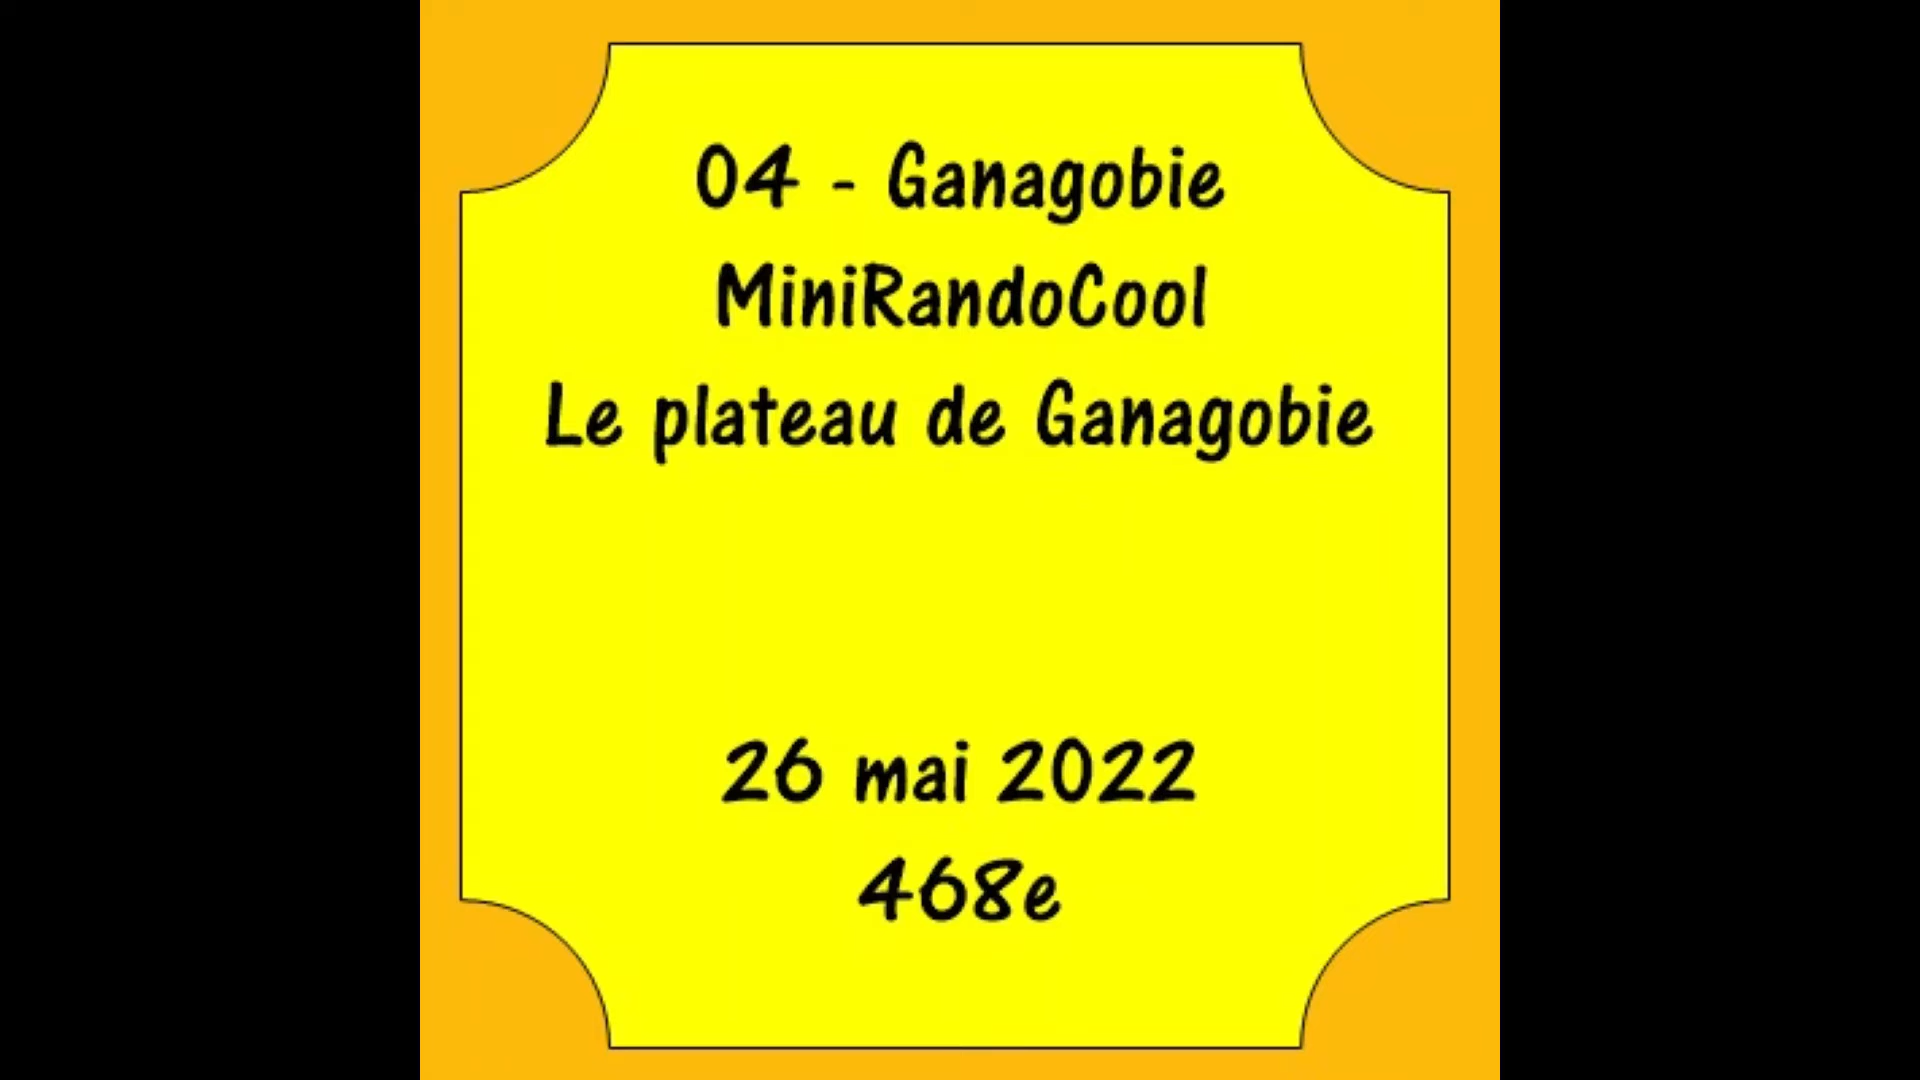 04 - Ganagobie
MiniRandoCool
Le plateau de Ganagobie
26 mai 2022
468e